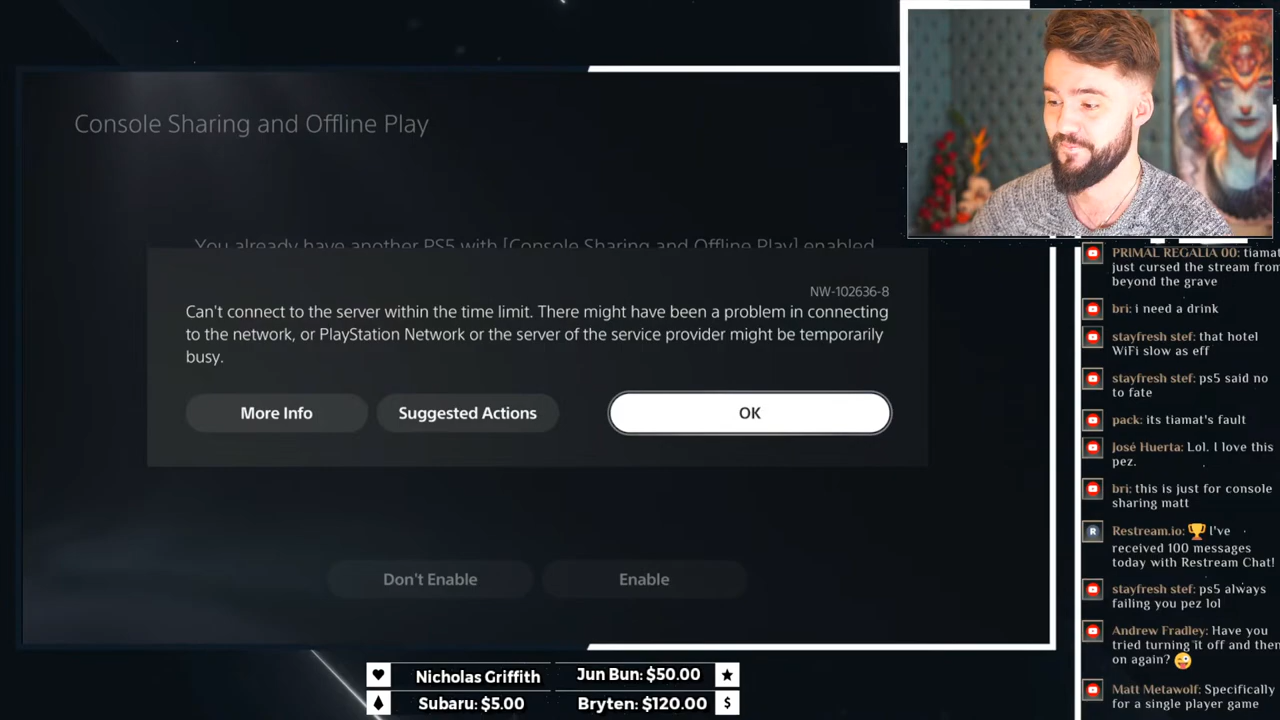 Console Sharing and Offline Play
You already have another PS5 with [Console Sharing and Offline Play] enabled
NW-102636-8
Can't connect to the server within the time limit. There might have been a problem in connecting
to the network, or PlayStation Network or the server of the service provider might be temporarily
busy.
More Info
Suggested Actions
OK
Don't Enable
Enable
PRIMAL REGALIA 00: tiamat
just cursed the stream from
beyond the grave
bri: i need a drink
stayfresh stef: that hotel
WiFi slow as eff
stayfresh stef: ps5 said no
to fate
pack: its tiamat's fault
José Huerta: Lol. I love this
pez.
bri: this is just for console
sharing matt
R
Restream.io: 🏆 I've
received 100 messages
today with Restream Chat!
stayfresh stef: ps5 always
failing you pez lol
Andrew Fradley: Have you
tried turning it off and then
on again? 😜
Matt Metawolf: Specifically
for a single player game
Nicholas Griffith
Jun Bun: $50.00
Subaru: $5.00
Bryten: $120.00
$